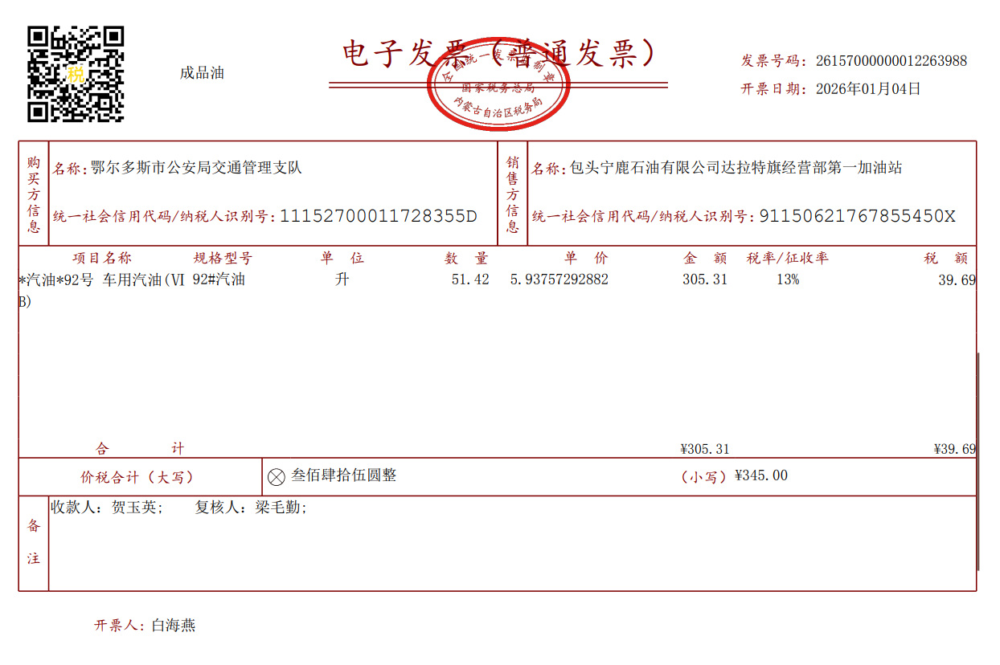 税
成品油
电子发票（普通发票）
全国统一发票监制章
国家税务总局
内蒙古自治区税务局
发票号码：26157000000012263988
开票日期：2026年01月04日
购买方信息
名称：鄂尔多斯市公安局交通管理支队
统一社会信用代码/纳税人识别号：11152700011728355D
销售方信息
名称：包头宁鹿石油有限公司达拉特旗经营部第一加油站
统一社会信用代码/纳税人识别号：91150621767855450X
项目名称 规格型号 单位 数量 单价 金额 税率/征收率 税额
*汽油*92号 车用汽油(Ⅵ 92#汽油 升 51.42 5.93757292882 305.31 13% 39.69
B)
合计 ¥305.31 ¥39.69
价税合计（大写） 叁佰肆拾伍圆整 （小写）¥345.00
备注
收款人：贺玉英; 复核人：梁毛勤;
开票人：白海燕